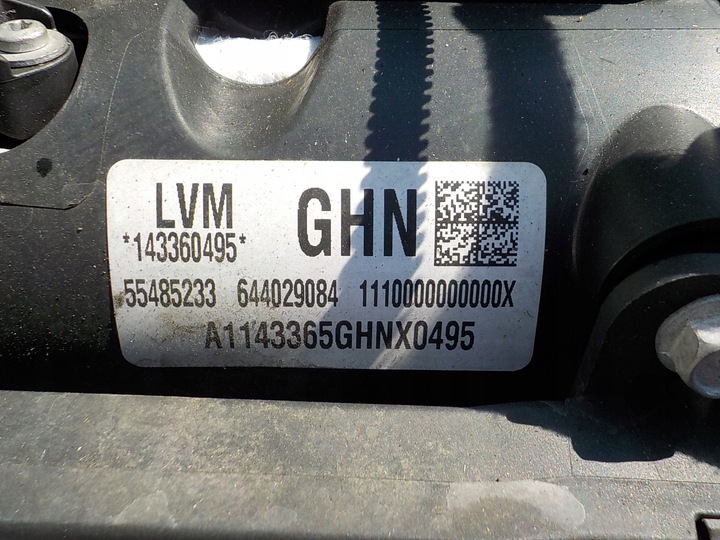 LVM GHN
*143360495*
55485233 644029084 1110000000000X
A1143365GHNX0495